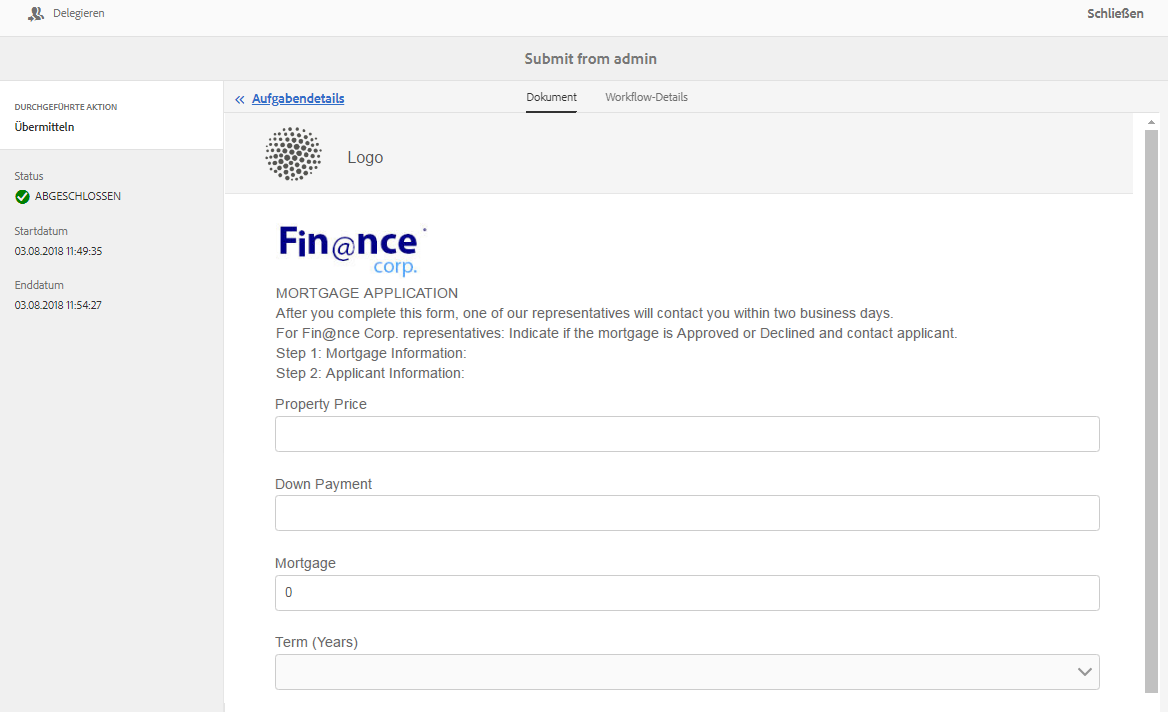 Delegieren
Schließen
Submit from admin
DURCHGEFÜHRTE AKTION
Übermitteln
Status
ABGESCHLOSSEN
Startdatum
03.08.2018 11:49:35
Enddatum
03.08.2018 11:54:27
« Aufgabendetails
Dokument
Workflow-Details
Logo
Fin@nce
corp.
MORTGAGE APPLICATION
After you complete this form, one of our representatives will contact you within two business days.
For Fin@nce Corp. representatives: Indicate if the mortgage is Approved or Declined and contact applicant.
Step 1: Mortgage Information:
Step 2: Applicant Information:
Property Price
Down Payment
Mortgage
0
Term (Years)